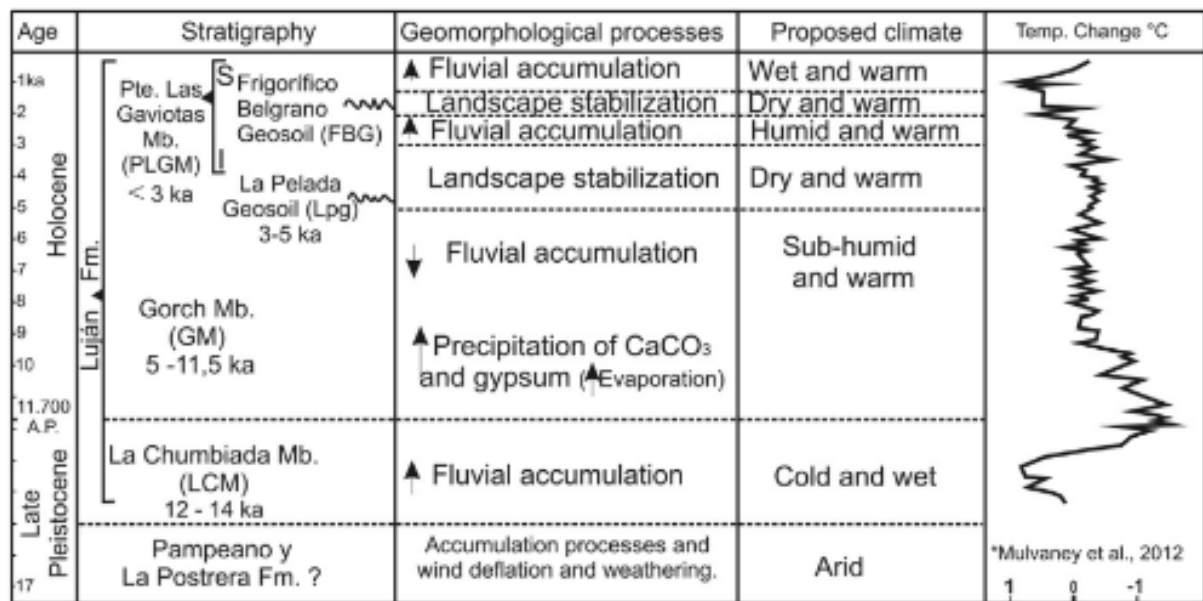 Age
Stratigraphy
Geomorphological processes
Proposed climate
Temp. Change °C
Holocene
Late
Pleistocene
1ka
-2
-3
-4
-5
-6
-7
-8
-9
-10
11.700
A.P.
-17
Luján Fm.
Pte. Las
Gaviotas
Mb.
(PLGM)
< 3 ka
S
I
Frigorífico
Belgrano
Geosoil (FBG)
La Pelada
Geosoil (Lpg)
3-5 ka
Gorch Mb.
(GM)
5 -11,5 ka
La Chumbiada Mb.
(LCM)
12 - 14 ka
Pampeano y
La Postrera Fm. ?
Fluvial accumulation
Landscape stabilization
Fluvial accumulation
Landscape stabilization
Fluvial accumulation
Precipitation of CaCO₃
and gypsum (Evaporation)
Fluvial accumulation
Accumulation processes and
wind deflation and weathering.
Wet and warm
Dry and warm
Humid and warm
Dry and warm
Sub-humid
and warm
Cold and wet
Arid
*Mulvaney et al., 2012
1 0 -1